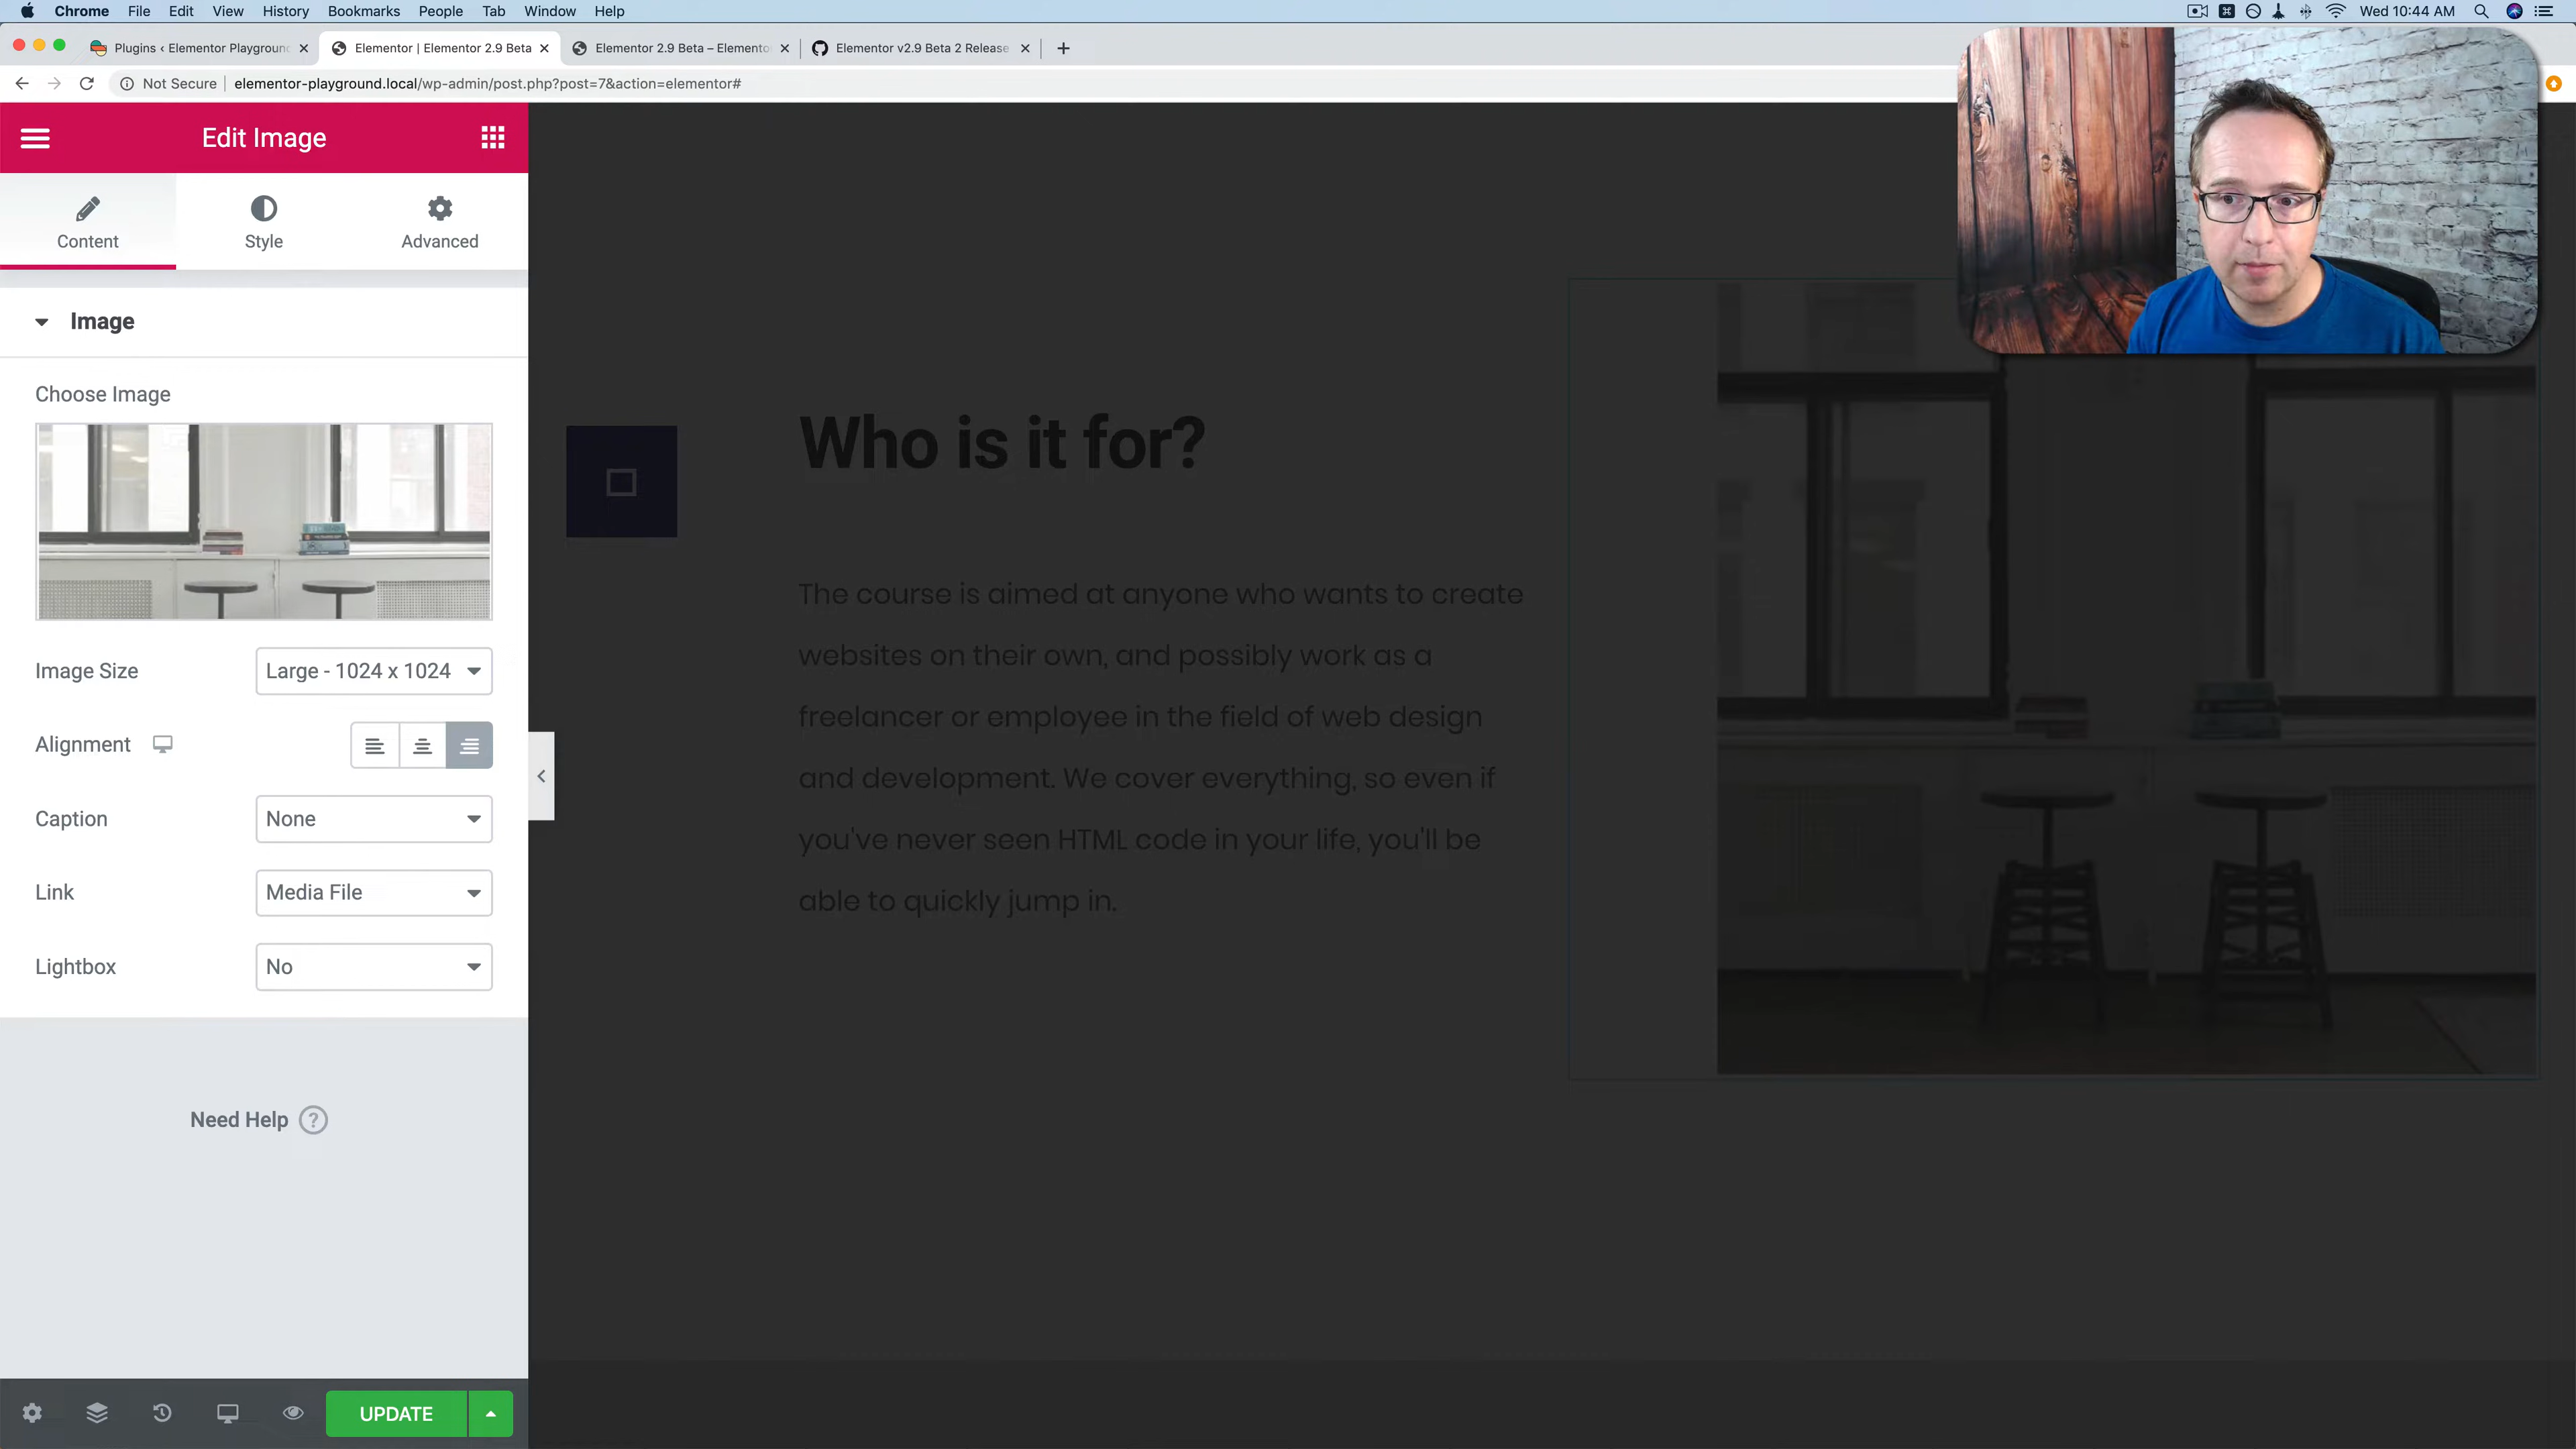 Chrome File Edit View History Bookmarks People Tab Window Help Wed 10:44 AM
Plugins ‹ Elementor Playground Elementor | Elementor 2.9 Beta Elementor 2.9 Beta – Elemento Elementor v2.9 Beta 2 Release
Not Secure elementor-playground.local/wp-admin/post.php?post=7&action=elementor#
Edit Image
Content Style Advanced
Image
Choose Image
Image Size Large - 1024 x 1024
Alignment
Caption None
Link Media File
Lightbox No
Need Help ?
UPDATE
Who is it for?
The course is aimed at anyone who wants to create
websites on their own, and possibly work as a
freelancer or employee in the field of web design
and development. We cover everything, so even if
you've never seen HTML code in your life, you'll be
able to quickly jump in.